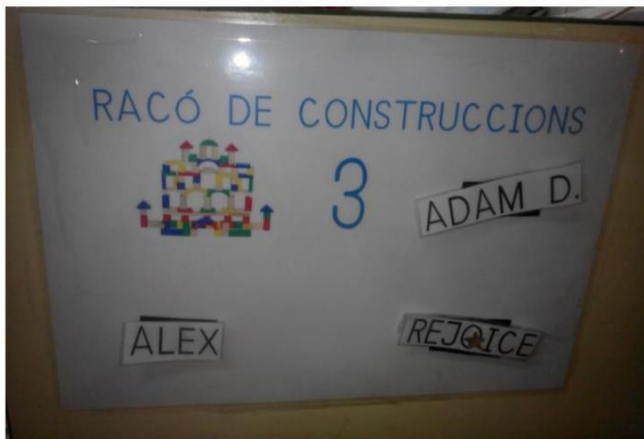 RACÓ DE CONSTRUCCIONS
3
ADAM D.
ALEX
REJOICE